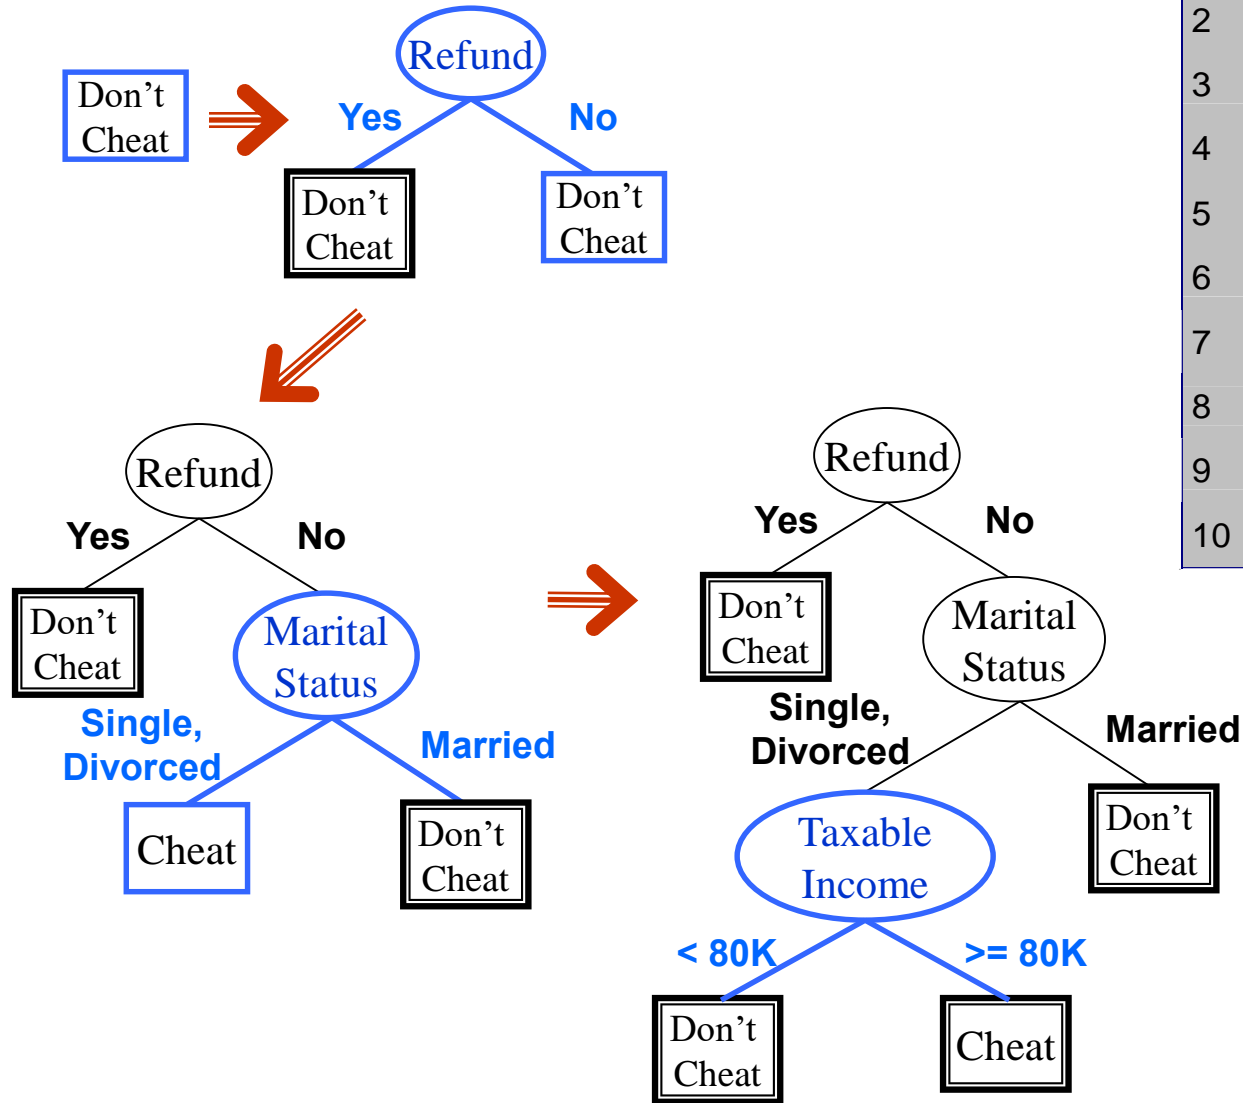 Refund
Don't
Cheat
Yes
No
Don't
Cheat
Don't
Cheat
Refund
Yes
No
Don't
Cheat
Marital
Status
Single,
Divorced
Married
Cheat
Don't
Cheat
Refund
Yes
No
Don't
Cheat
Marital
Status
Single,
Divorced
Married
Taxable
Income
Don't
Cheat
< 80K
>= 80K
Don't
Cheat
Cheat
2
3
4
5
6
7
8
9
10